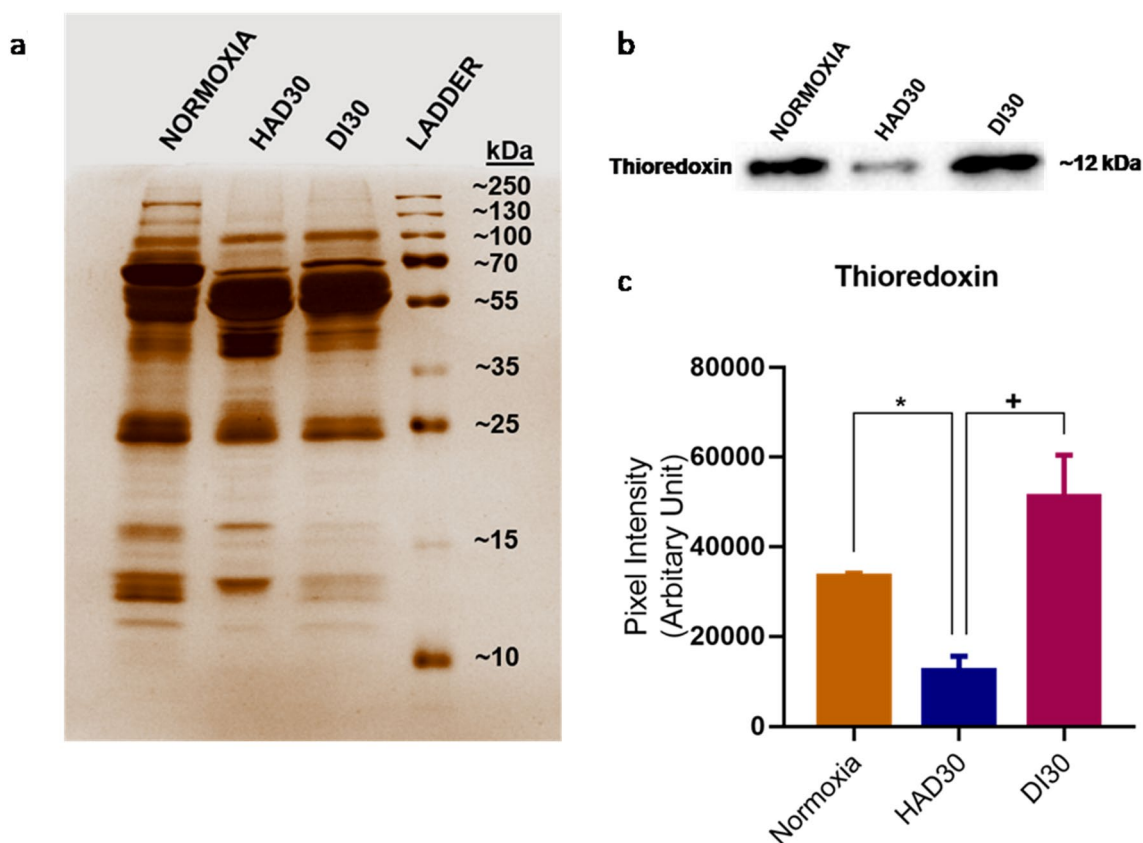 a
NORMOXIA
HAD30
DI30
LADDER
kDa
~250
~130
~100
~70
~55
~35
~25
~15
~10
b
NORMOXIA
HAD30
DI30
Thioredoxin
~12 kDa
c
Thioredoxin
Pixel Intensity
(Arbitary Unit)
80000
60000
40000
20000
0
*
+
Normoxia
HAD30
DI30